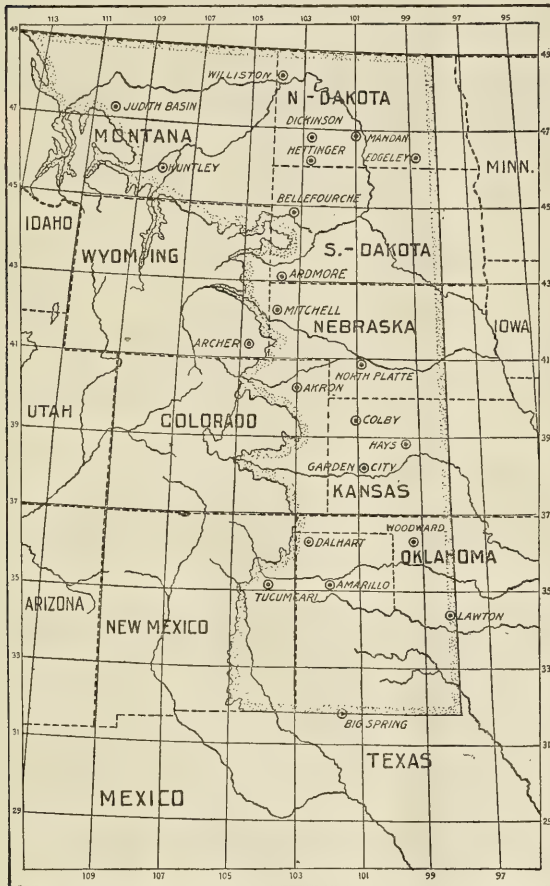 113 111 109 107 105 104 103 101 99 97 95
49 49
WILLISTON
N-DAKOTA
DICKINSON
JUDITH BASIN
47 47
MANDAN
MONTANA
HETTINGER
EDGELEY
HUNTLEY
MINN.
45 45
BELLEFOURCHE
IDAHO
WYOMING
S.-DAKOTA
43 43
ARDMORE
MITCHELL
NEBRASKA
IOWA
ARCHER
41 41
NORTH PLATTE
AKRON
UTAH
COLORADO
COLBY
39 39
HAYS
GARDEN CITY
KANSAS
37 37
WOODWARD
DALHART
OKLAHOMA
35 35
AMARILLO
TUCUMCARI
ARIZONA
LAWTON
NEW MEXICO
33 33
BIG SPRING
31 31
TEXAS
MEXICO
29 29
109 107 105 103 101 99 97 96